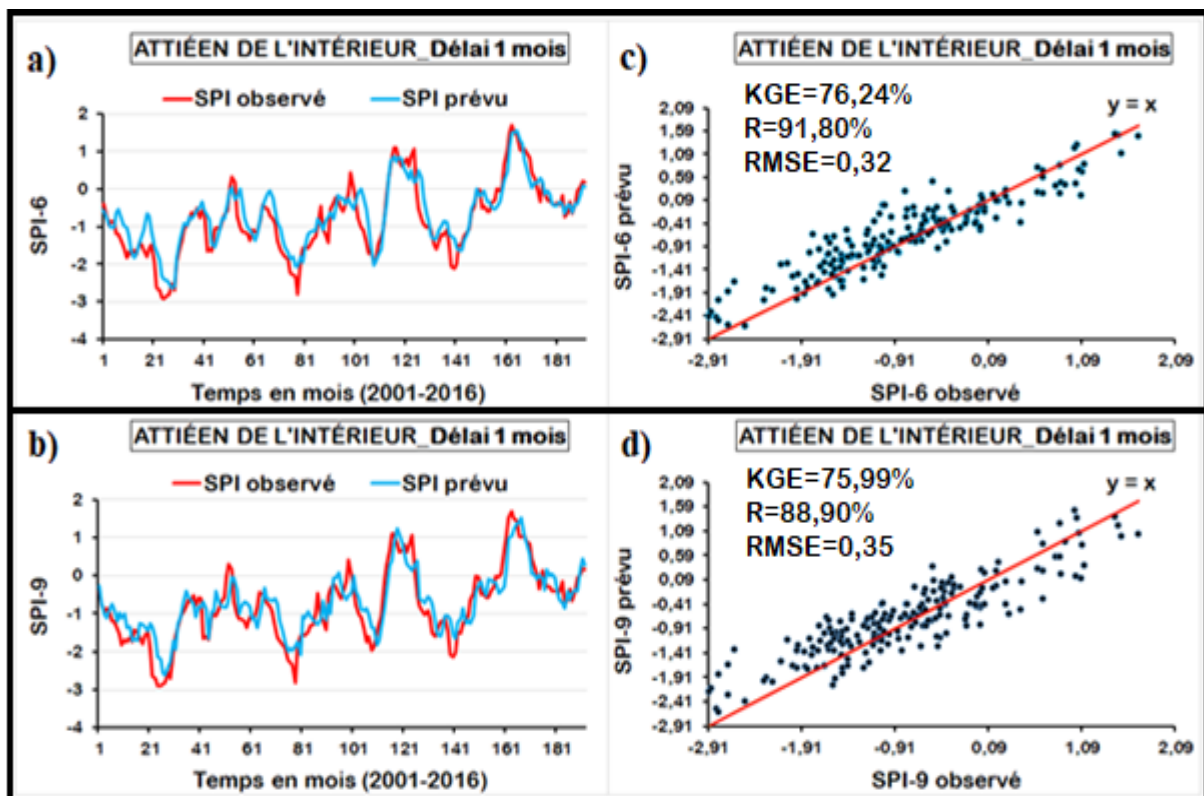 a)
ATTIÉEN DE L'INTÉRIEUR_Délai 1 mois
SPI observé SPI prévu
2
1
0
-1
-2
-3
-4
SPI-6
1 21 41 61 81 101 121 141 161 181
Temps en mois (2001-2016)
c)
ATTIÉEN DE L'INTÉRIEUR_Délai 1 mois
KGE=76,24%
R=91,80%
RMSE=0,32
y = x
2,09
1,59
1,09
0,59
0,09
-0,41
-0,91
-1,41
-1,91
-2,41
-2,91
SPI-6 prévu
-2,91 -1,91 -0,91 0,09 1,09 2,09
SPI-6 observé
b)
ATTIÉEN DE L'INTÉRIEUR_Délai 1 mois
SPI observé SPI prévu
2
1
0
-1
-2
-3
-4
SPI-9
1 21 41 61 81 101 121 141 161 181
Temps en mois (2001-2016)
d)
ATTIÉEN DE L'INTÉRIEUR_Délai 1 mois
KGE=75,99%
R=88,90%
RMSE=0,35
y = x
2,09
1,59
1,09
0,59
0,09
-0,41
-0,91
-1,41
-1,91
-2,41
-2,91
SPI-9 prévu
-2,91 -1,91 -0,91 0,09 1,09 2,09
SPI-9 observé